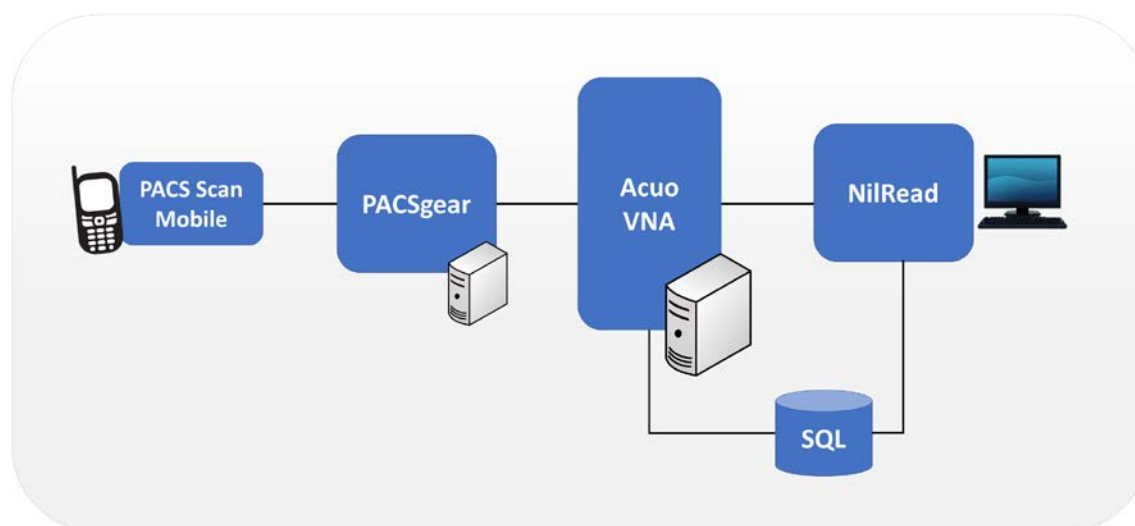 PACS Scan
Mobile
PACSgear
Acuo
VNA
NilRead
SQL